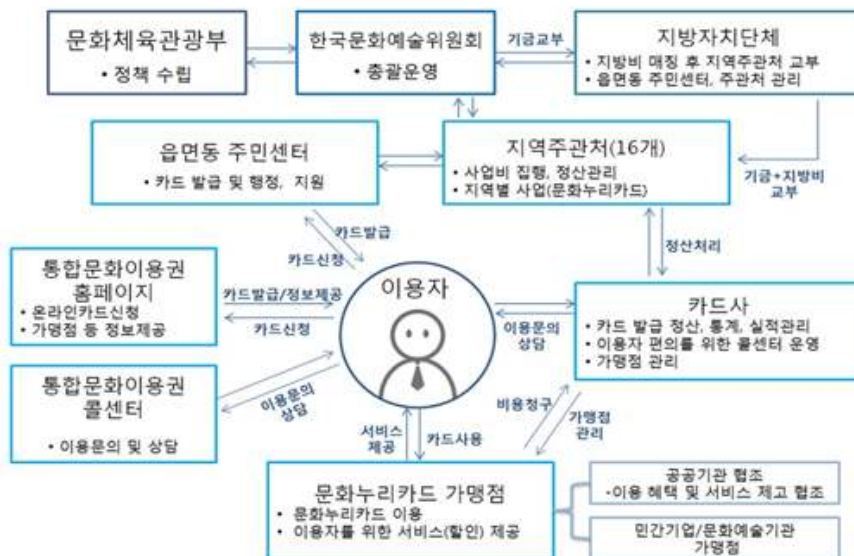 문화체육관광부
• 정책 수립
한국문화예술위원회
• 총괄운영
기금교부
지방자치단체
• 지방비 매칭 후 지역주관처 교부
• 읍면동 주민센터, 주관처 관리
읍면동 주민센터
• 카드 발급 및 행정, 지원
지역주관처(16개)
• 사업비 집행, 정산관리
• 지역별 사업(문화누리카드)
기금+지방비
교부
카드발급
카드신청
정산처리
통합문화이용권
홈페이지
• 온라인카드신청
• 가맹점 등 정보제공
카드발급/정보제공
카드신청
이용자
이용문의
상담
카드사
• 카드 발급 정산, 통계, 실적관리
• 이용자 편의를 위한 콜센터 운영
• 가맹점 관리
통합문화이용권
콜센터
• 이용문의 및 상담
이용문의
상담
서비스
제공
카드사용
비용청구
가맹점
관리
문화누리카드 가맹점
• 문화누리카드 이용
• 이용자를 위한 서비스(할인) 제공
공공기관 협조
-이용 혜택 및 서비스 제고 협조
민간기업/문화예술기관
가맹점